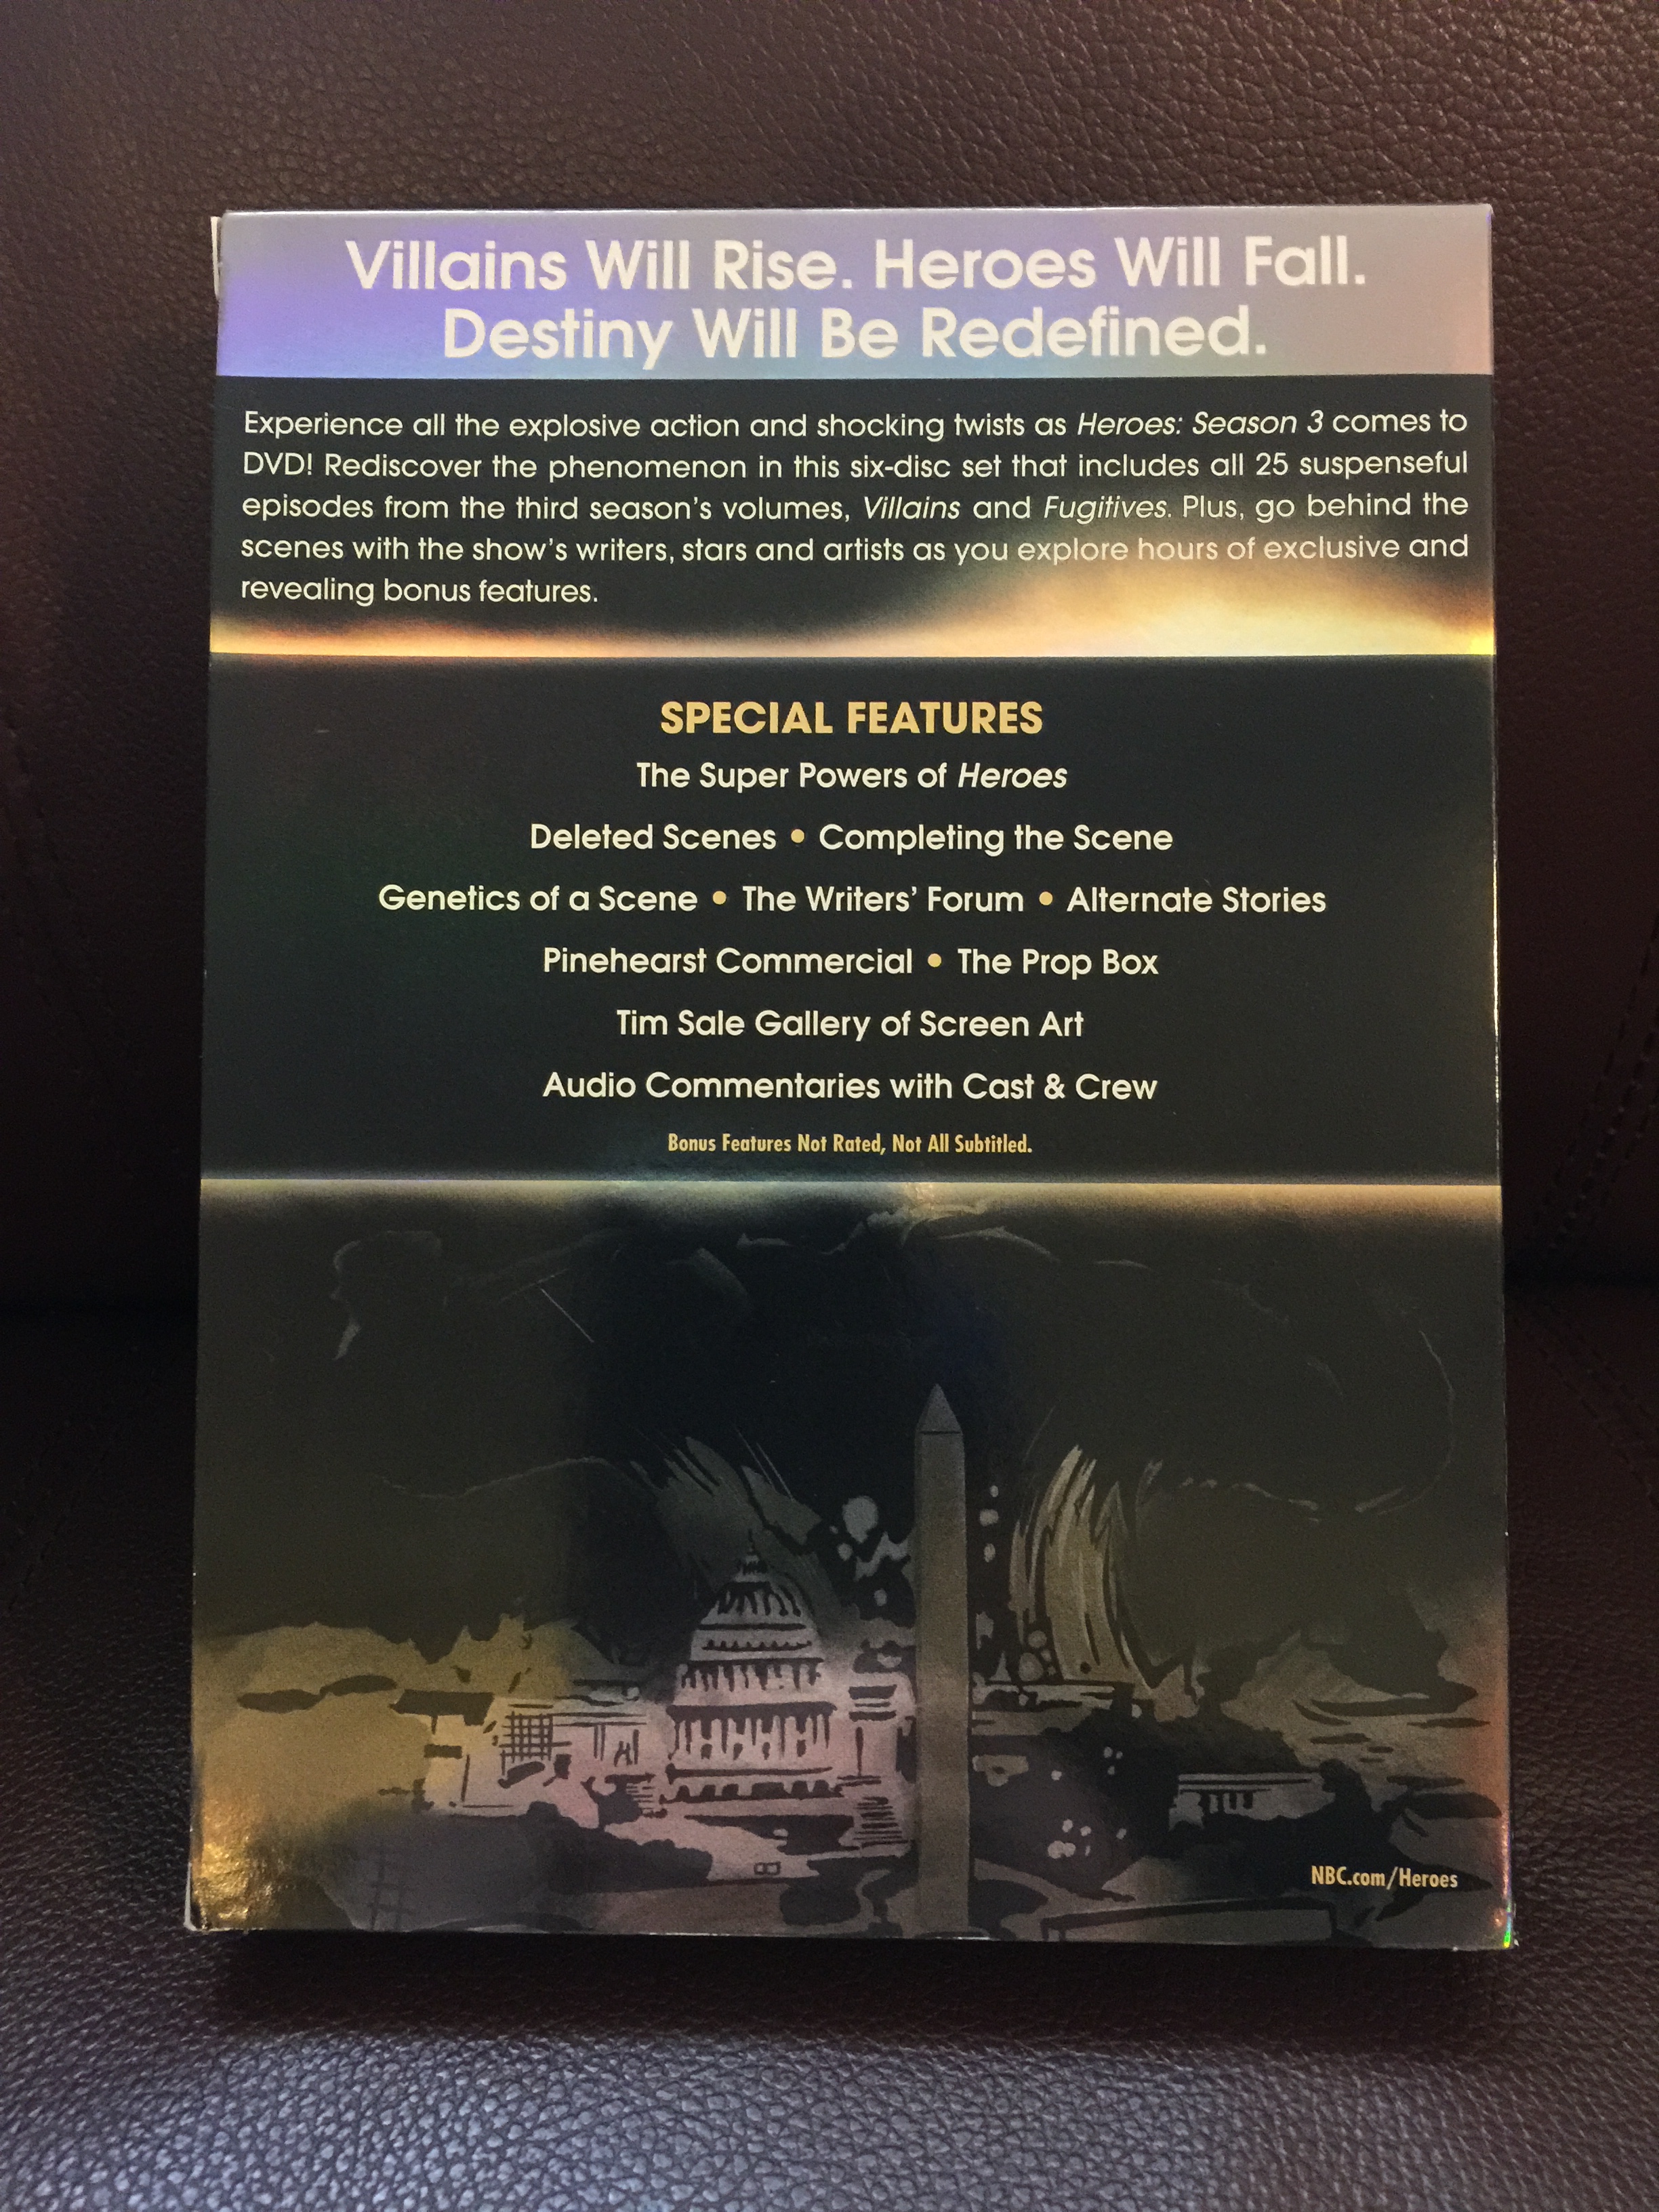 Villains Will Rise. Heroes Will Fall.
Destiny Will Be Redefined.
Experience all the explosive action and shocking twists as Heroes: Season 3 comes to
DVD! Rediscover the phenomenon in this six-disc set that includes all 25 suspenseful
episodes from the third season's volumes, Villains and Fugitives. Plus, go behind the
scenes with the show's writers, stars and artists as you explore hours of exclusive and
revealing bonus features.
SPECIAL FEATURES
The Super Powers of Heroes
Deleted Scenes • Completing the Scene
Genetics of a Scene • The Writers' Forum • Alternate Stories
Pinehearst Commercial • The Prop Box
Tim Sale Gallery of Screen Art
Audio Commentaries with Cast & Crew
Bonus Features Not Rated, Not All Subtitled.
NBC.com/Heroes